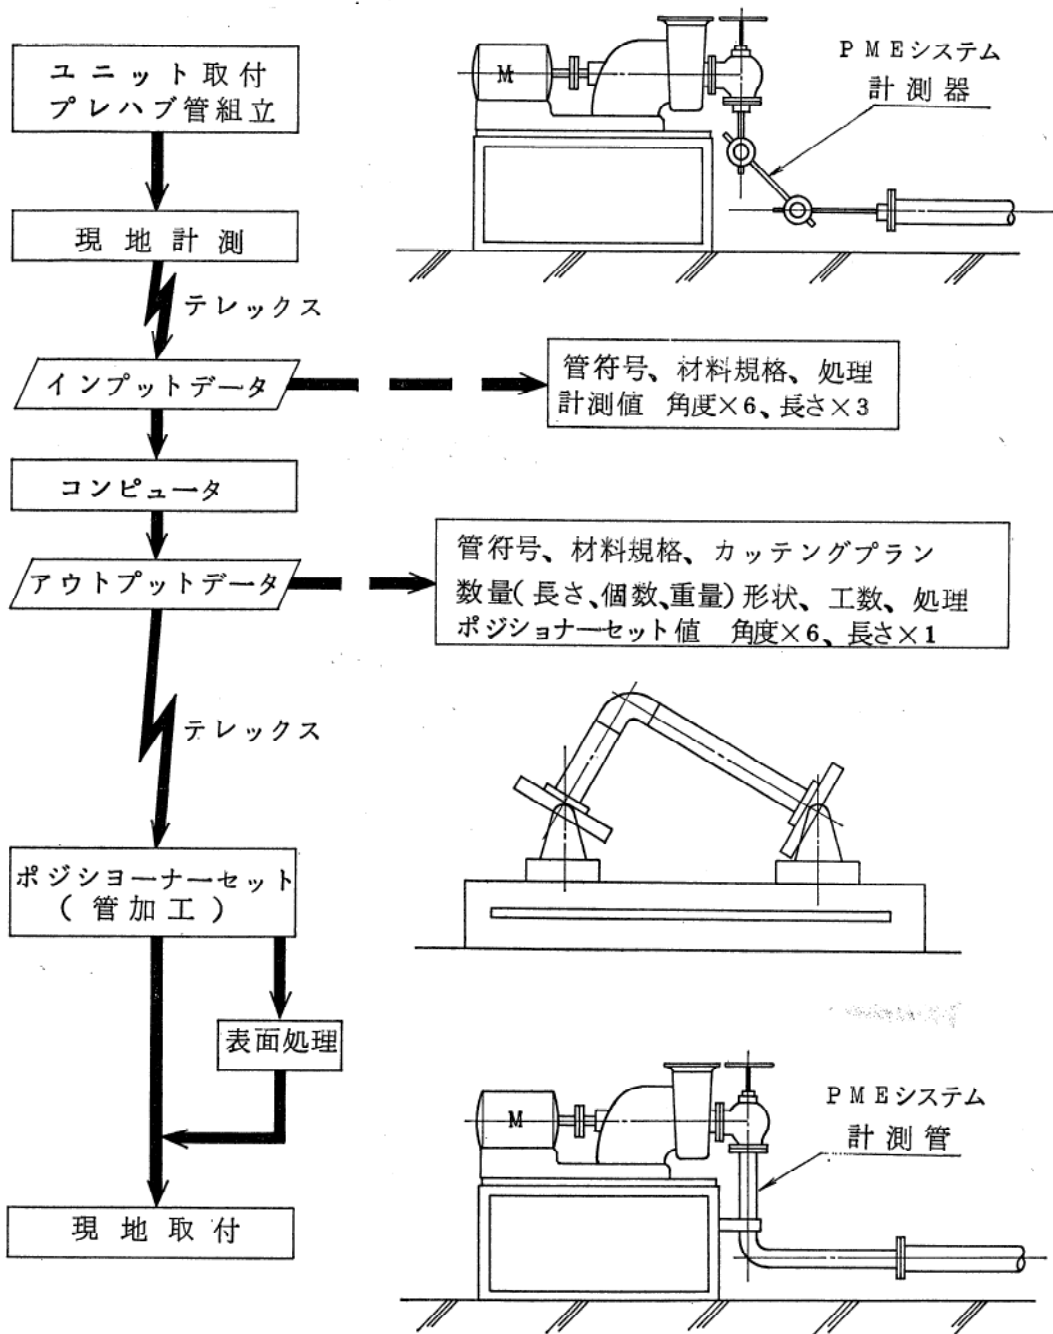 ユニット取付
プレハブ管組立
M
PMEシステム
計測器
現地計測
テレックス
インプットデータ
管符号、材料規格、処理
計測値 角度×6、長さ×3
コンピュータ
アウトプットデータ
管符号、材料規格、カッテングプラン
数量(長さ、個数、重量)形状、工数、処理
ポジショナーセット値 角度×6、長さ×1
テレックス
ポジショーナーセット
(管加工)
表面処理
M
PMEシステム
計測管
現地取付